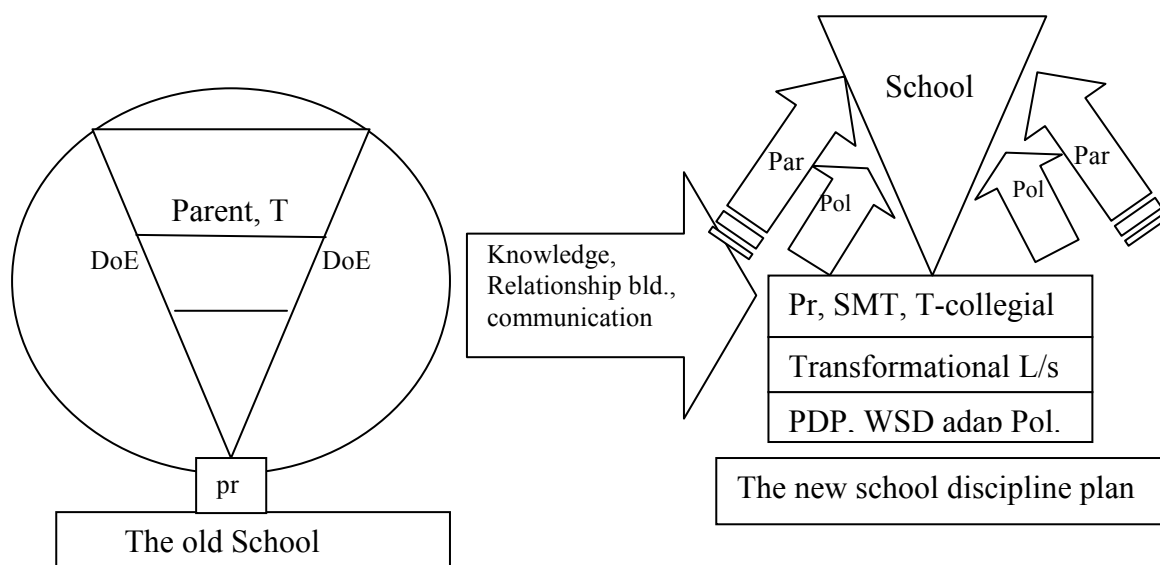 Parent, T
DoE
DoE
pr
The old School
Knowledge,
Relationship bld.,
communication
School
Par
Par
Pol
Pol
Pr, SMT, T-collegial
Transformational L/s
PDP, WSD adap Pol.
The new school discipline plan